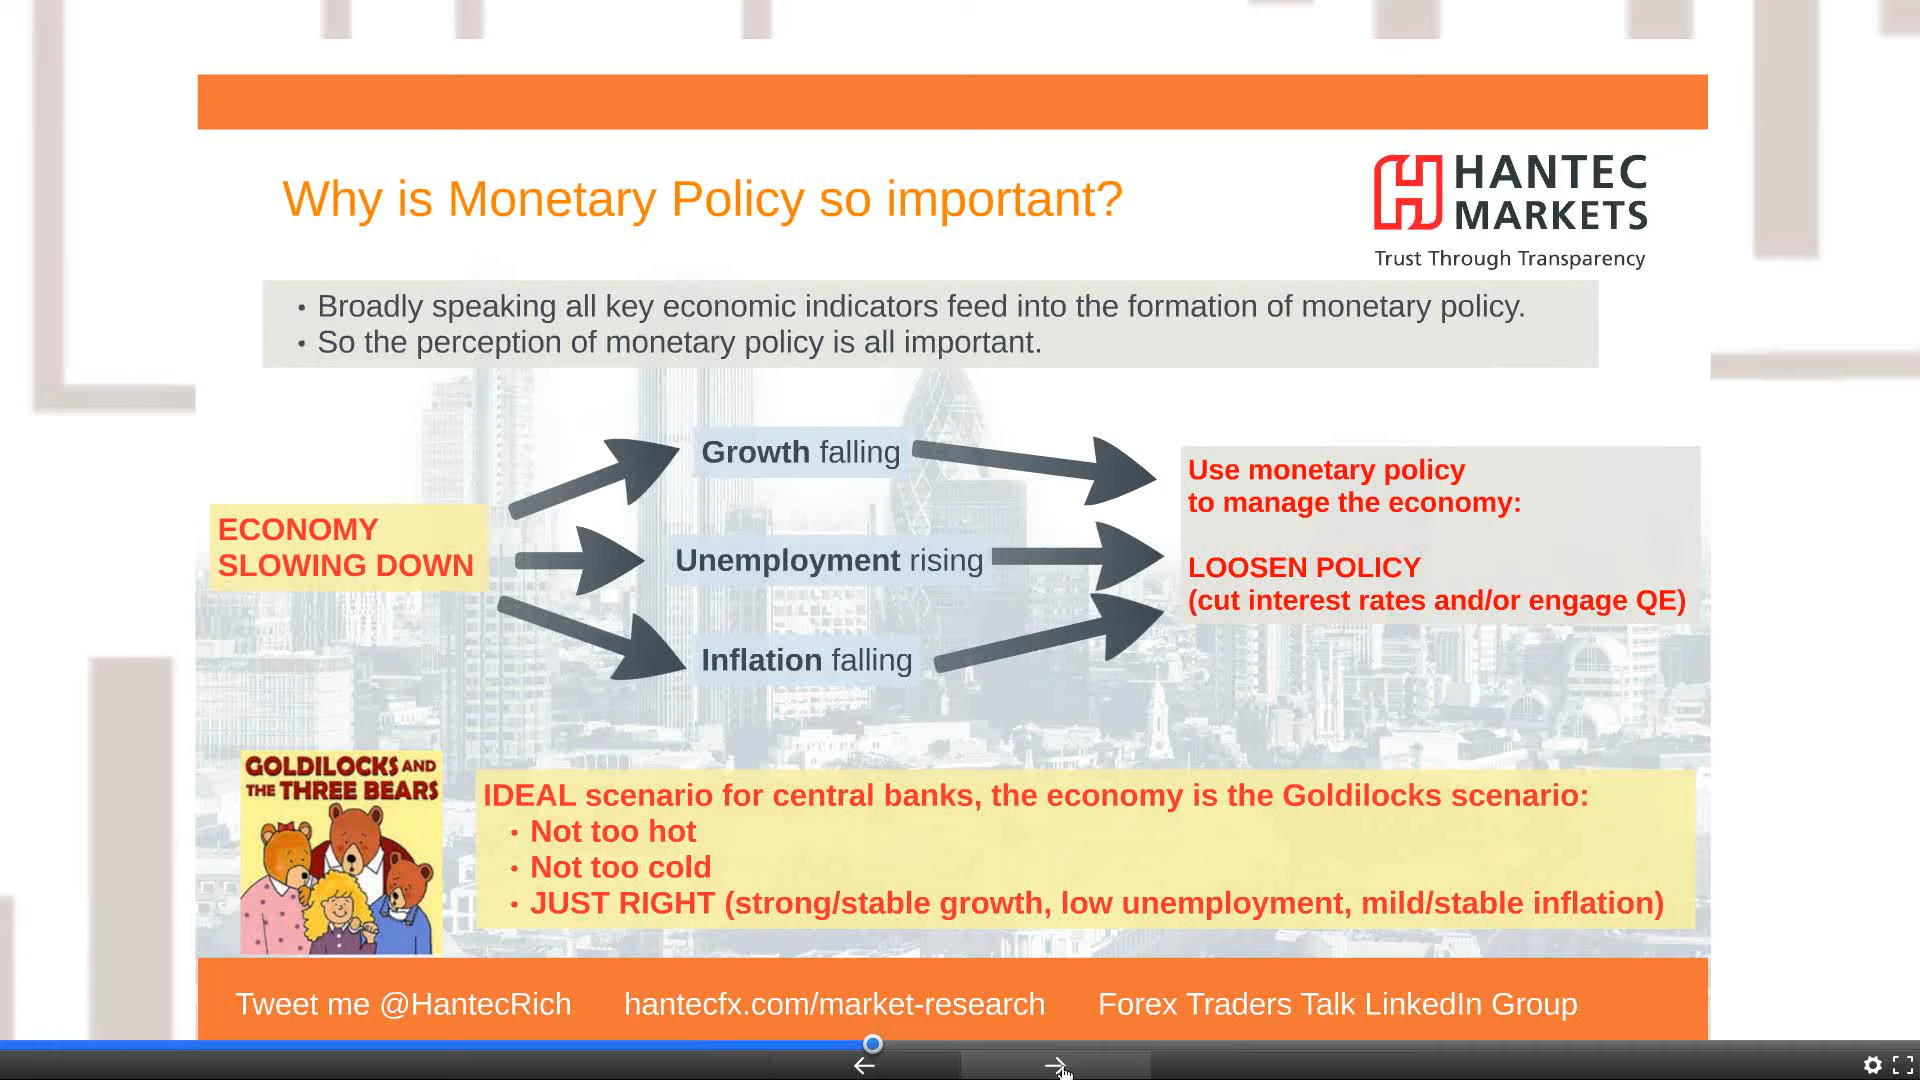 Why is Monetary Policy so important?
HANTEC
MARKETS
Trust Through Transparency
• Broadly speaking all key economic indicators feed into the formation of monetary policy.
• So the perception of monetary policy is all important.
Growth falling
ECONOMY
SLOWING DOWN
Unemployment rising
Inflation falling
Use monetary policy
to manage the economy:
LOOSEN POLICY
(cut interest rates and/or engage QE)
GOLDILOCKS AND
THE THREE BEARS
IDEAL scenario for central banks, the economy is the Goldilocks scenario:
• Not too hot
• Not too cold
• JUST RIGHT (strong/stable growth, low unemployment, mild/stable inflation)
Tweet me @HantecRich hantecfx.com/market-research Forex Traders Talk LinkedIn Group